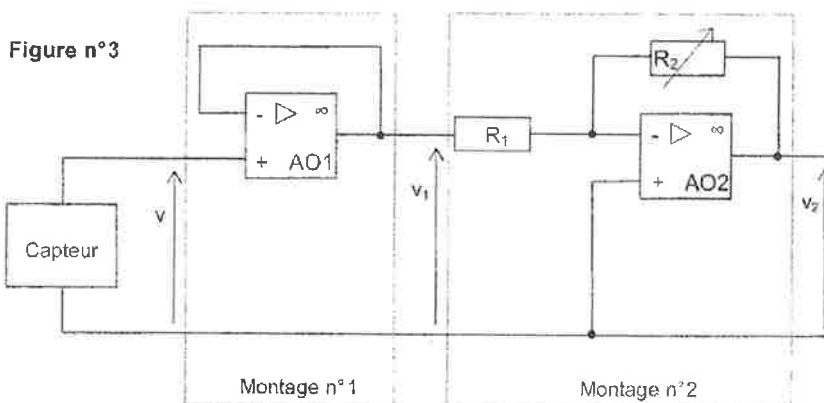 Figure n°3
R₂
- ▷ ∞
+ AO1
R₁
- ▷ ∞
+ AO2
v
v₁
v₂
Capteur
Montage n°1
Montage n°2